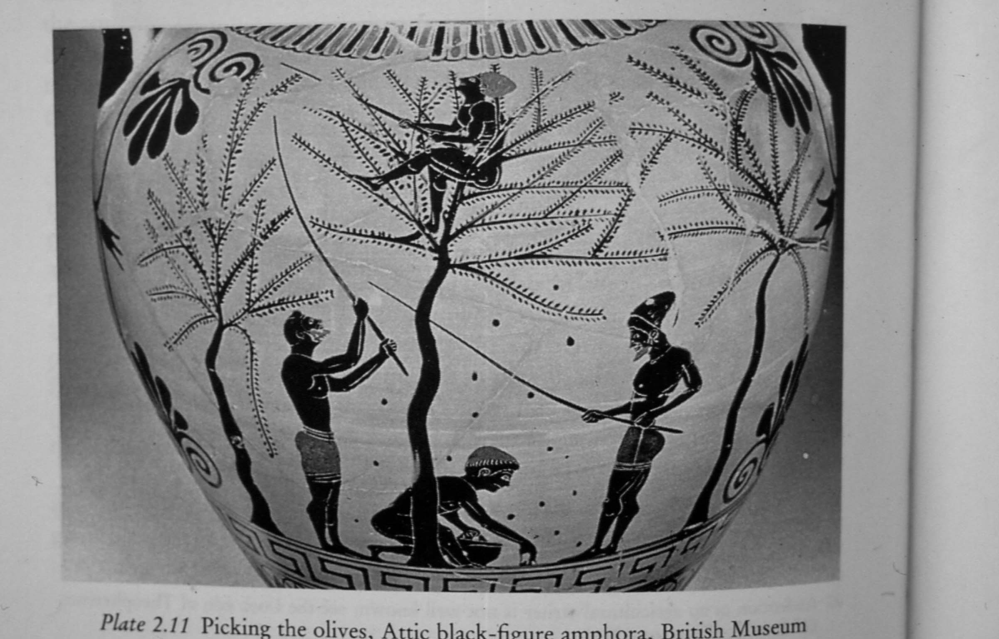 Plate 2.11 Picking the olives, Attic black-figure amphora, British Museum